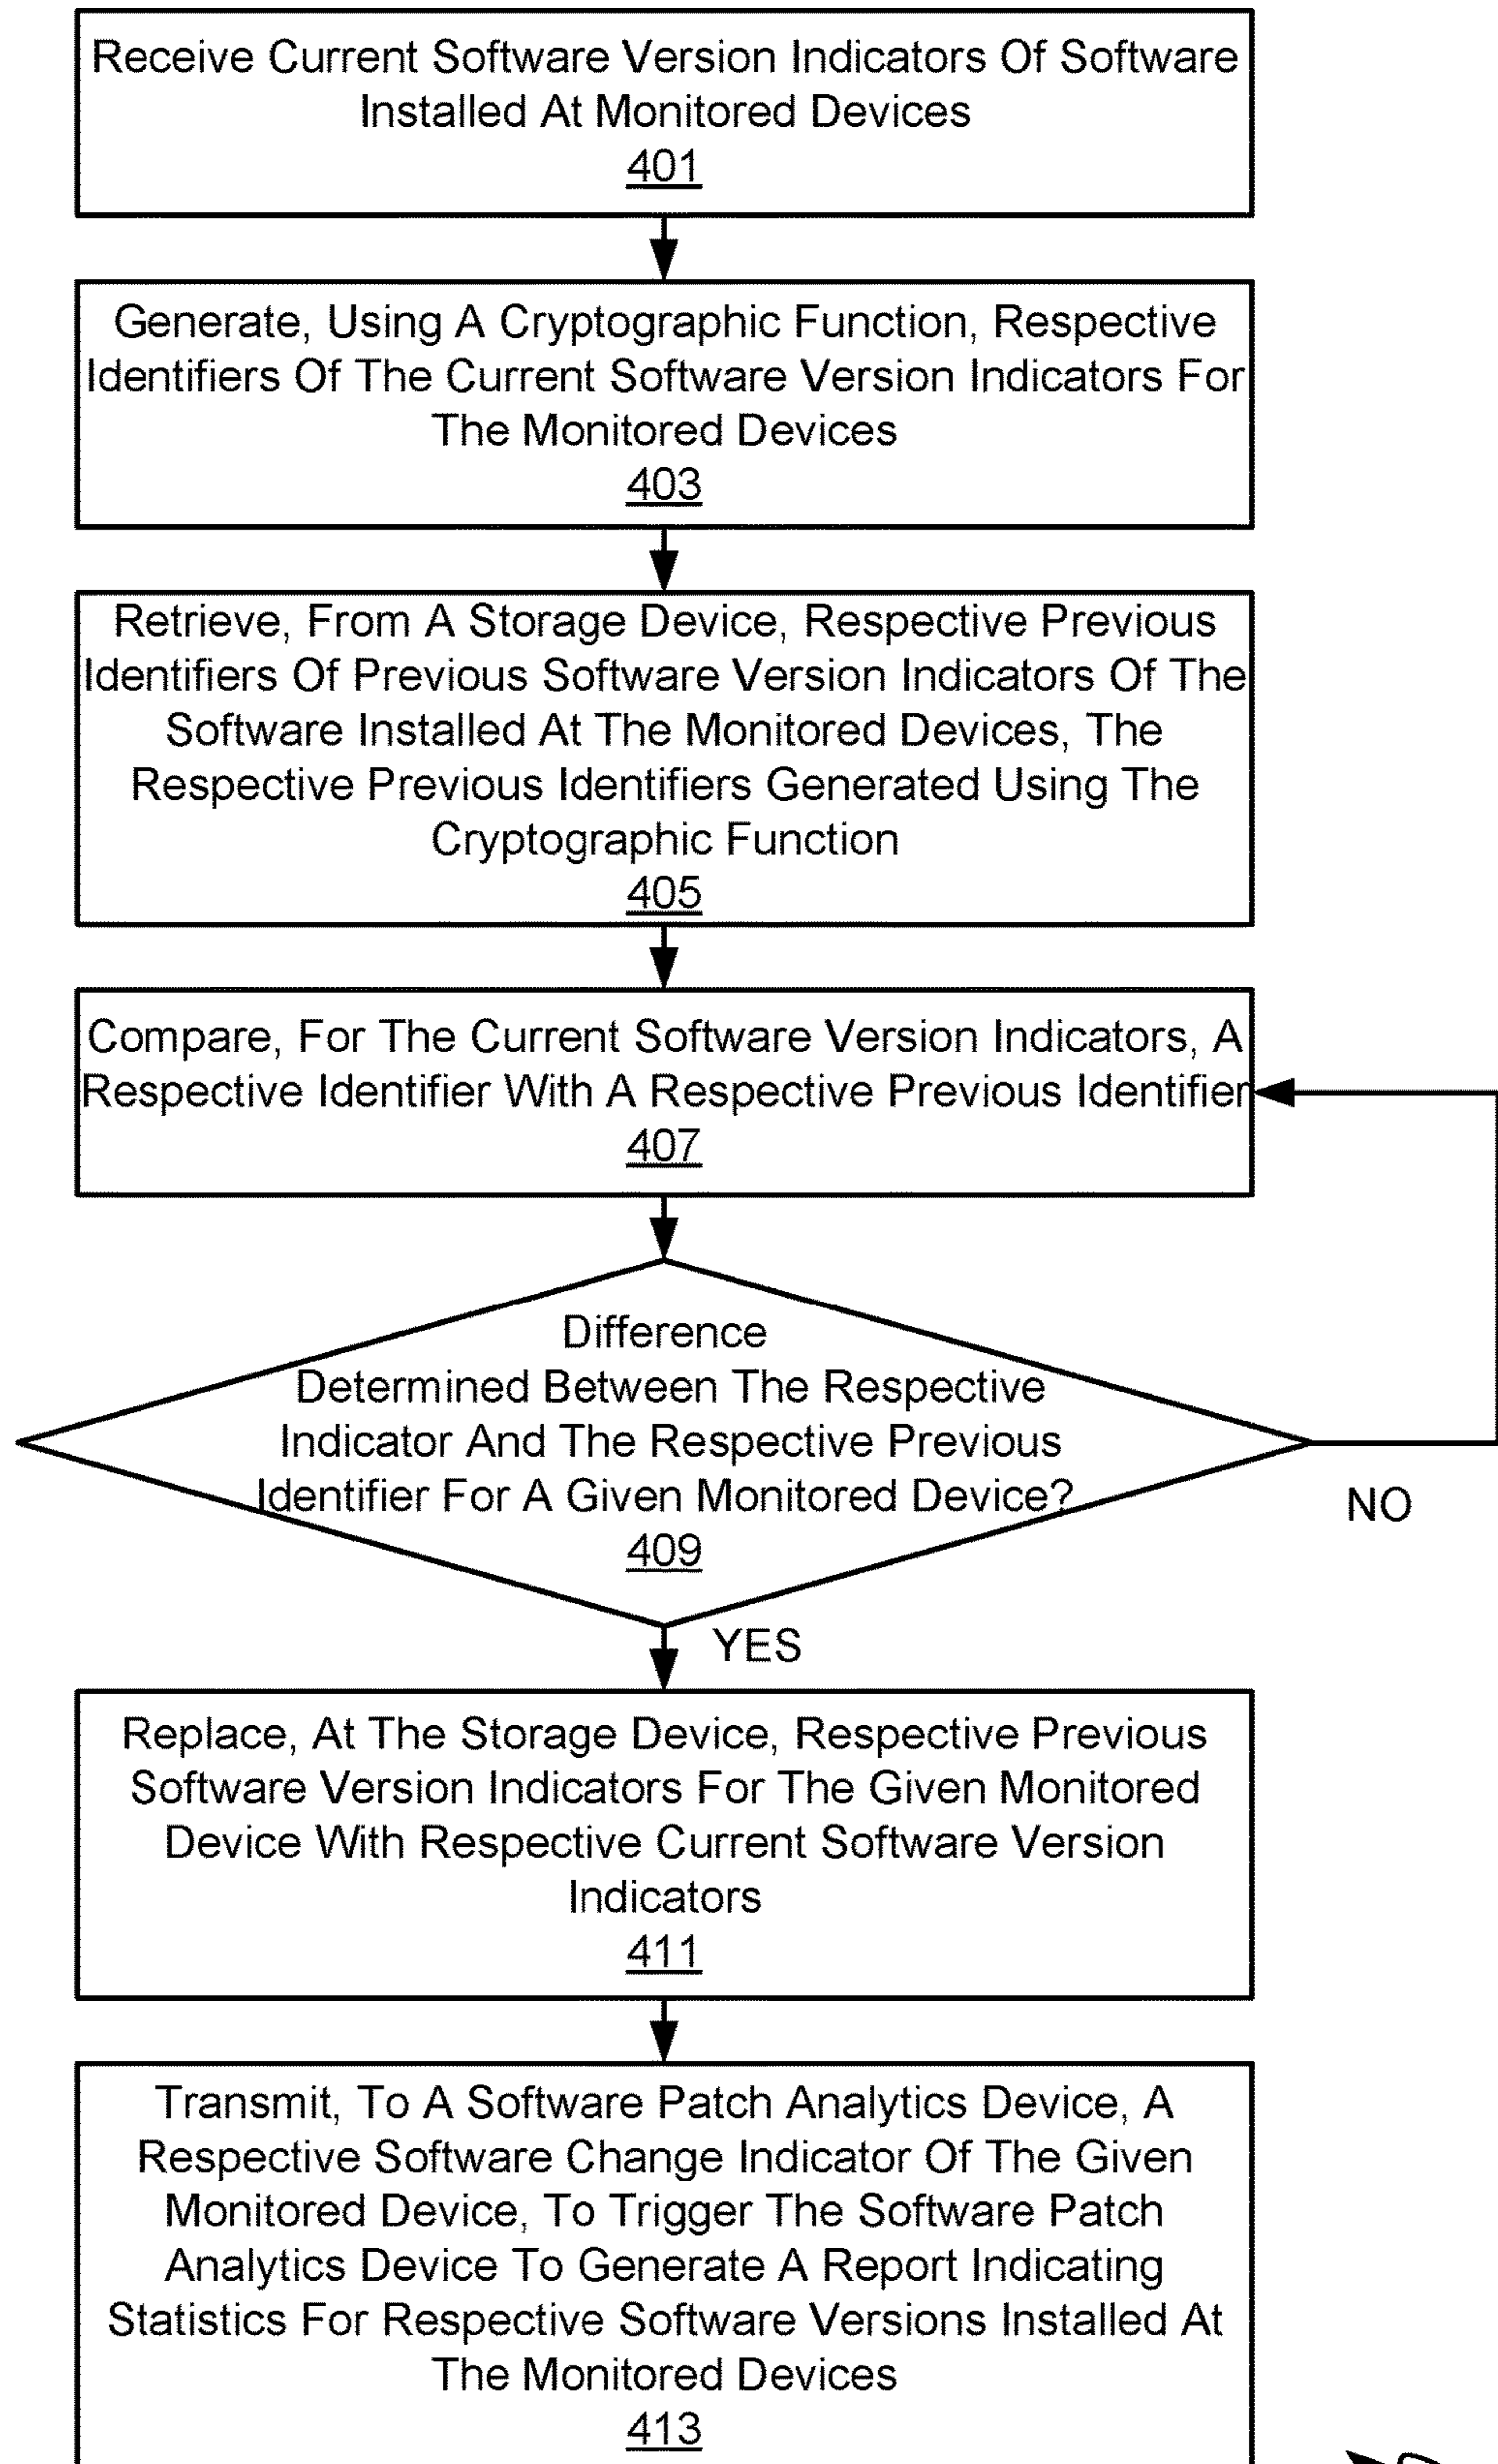 Receive Current Software Version Indicators Of Software
Installed At Monitored Devices
401
Generate, Using A Cryptographic Function, Respective
Identifiers Of The Current Software Version Indicators For
The Monitored Devices
403
Retrieve, From A Storage Device, Respective Previous
Identifiers Of Previous Software Version Indicators Of The
Software Installed At The Monitored Devices, The
Respective Previous Identifiers Generated Using The
Cryptographic Function
405
Compare, For The Current Software Version Indicators, A
Respective Identifier With A Respective Previous Identifier
407
Difference
Determined Between The Respective
Indicator And The Respective Previous
Identifier For A Given Monitored Device?
409
NO
YES
Replace, At The Storage Device, Respective Previous
Software Version Indicators For The Given Monitored
Device With Respective Current Software Version
Indicators
411
Transmit, To A Software Patch Analytics Device, A
Respective Software Change Indicator Of The Given
Monitored Device, To Trigger The Software Patch
Analytics Device To Generate A Report Indicating
Statistics For Respective Software Versions Installed At
The Monitored Devices
413